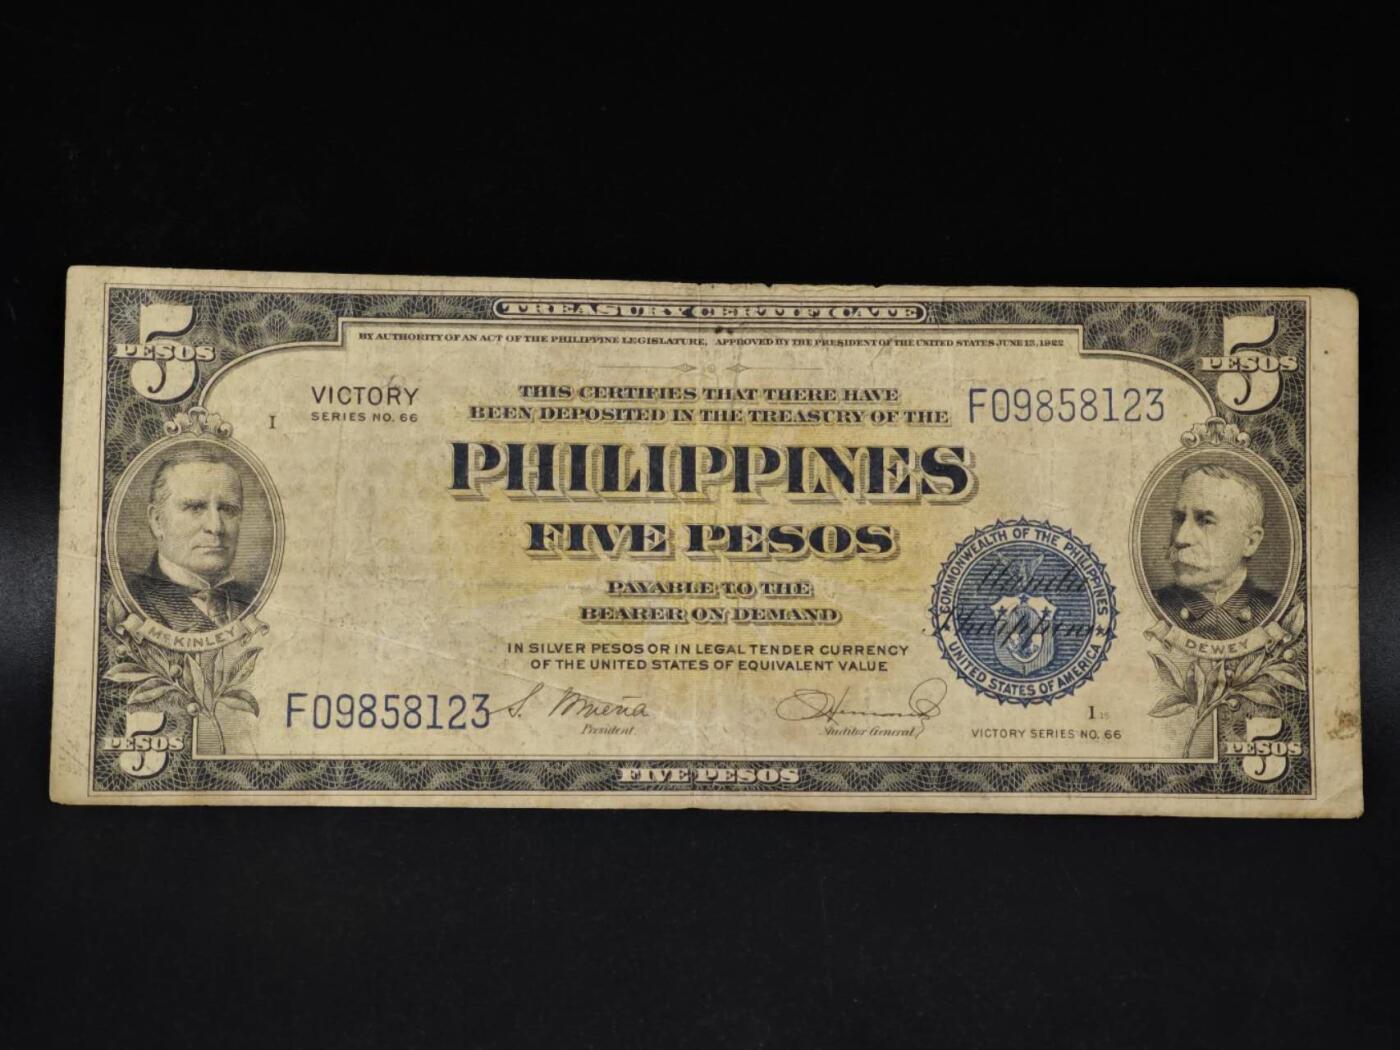 TREASURY CERTIFICATE
5 PESOS
5 PESOS
BY AUTHORITY OF AN ACT OF THE PHILIPPINE LEGISLATURE, APPROVED BY THE PRESIDENT OF THE UNITED STATES JUNE 13, 1922
VICTORY
SERIES NO. 66
I
THIS CERTIFIES THAT THERE HAVE
BEEN DEPOSITED IN THE TREASURY OF THE
F09858123
PHILIPPINES
FIVE PESOS
PAYABLE TO THE
BEARER ON DEMAND
IN SILVER PESOS OR IN LEGAL TENDER CURRENCY
OF THE UNITED STATES OF EQUIVALENT VALUE
COMMONWEALTH OF THE PHILIPPINES
Manila
Philippines
UNITED STATES OF AMERICA
McKINLEY
DEWEY
F09858123
President
Auditor General
I 15
VICTORY SERIES NO. 66
5 PESOS
FIVE PESOS
5 PESOS